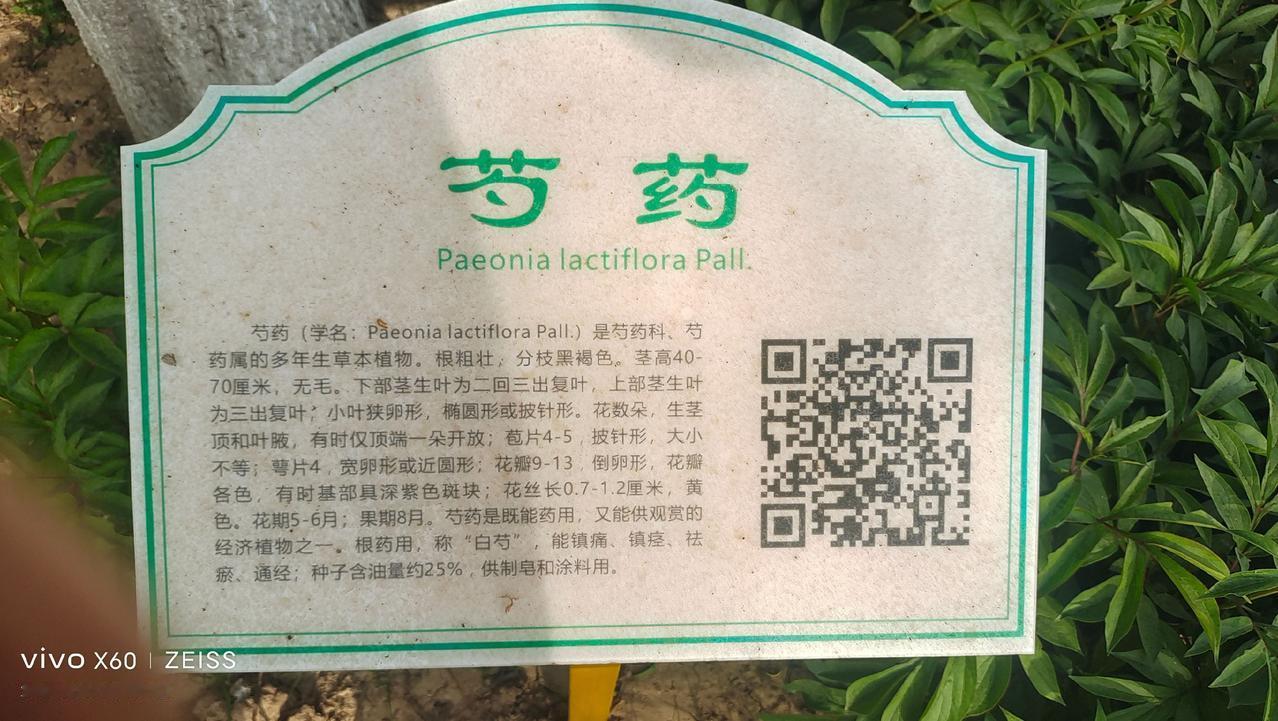 芍药
Paeonia lactiflora Pall.
芍药（学名：Paeonia lactiflora Pall.）是芍药科、芍
药属的多年生草本植物。根粗壮，分枝黑褐色。茎高40-
70厘米，无毛。下部茎生叶为二回三出复叶，上部茎生叶
为三出复叶；小叶狭卵形，椭圆形或披针形。花数朵，生茎
顶和叶腋，有时仅顶端一朵开放；苞片4-5，披针形，大小
不等；萼片4，宽卵形或近圆形；花瓣9-13，倒卵形，花瓣
各色，有时基部具深紫色斑块；花丝长0.7-1.2厘米，黄
色。花期5-6月；果期8月。芍药是既能药用，又能供观赏的
经济植物之一。根药用，称“白芍”，能镇痛、镇痉、祛
瘀、通经；种子含油量约25%，供制皂和涂料用。
vivo X60 | ZEISS